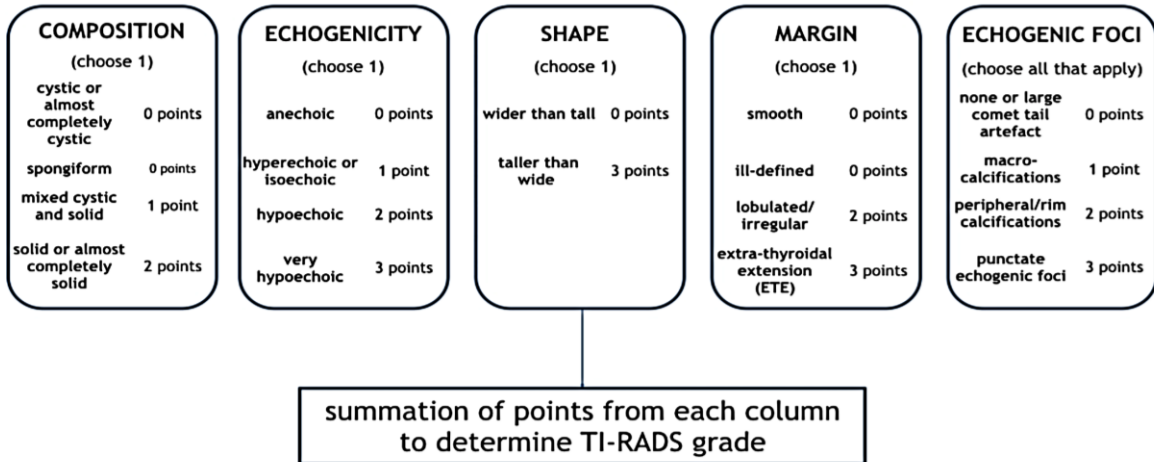 COMPOSITION
(choose 1)
cystic or
almost
completely
cystic
0 points
spongiform
0 points
mixed cystic
and solid
1 point
solid or almost
completely
solid
2 points
ECHOGENICITY
(choose 1)
anechoic
0 points
hyperechoic or
isoechoic
1 point
hypoechoic
2 points
very
hypoechoic
3 points
SHAPE
(choose 1)
wider than tall
0 points
taller than
wide
3 points
MARGIN
(choose 1)
smooth
0 points
ill-defined
0 points
lobulated/
irregular
2 points
extra-thyroidal
extension
(ETE)
3 points
ECHOGENIC FOCI
(choose all that apply)
none or large
comet tail
artefact
0 points
macro-
calcifications
1 point
peripheral/rim
calcifications
2 points
punctate
echogenic foci
3 points
summation of points from each column
to determine TI-RADS grade